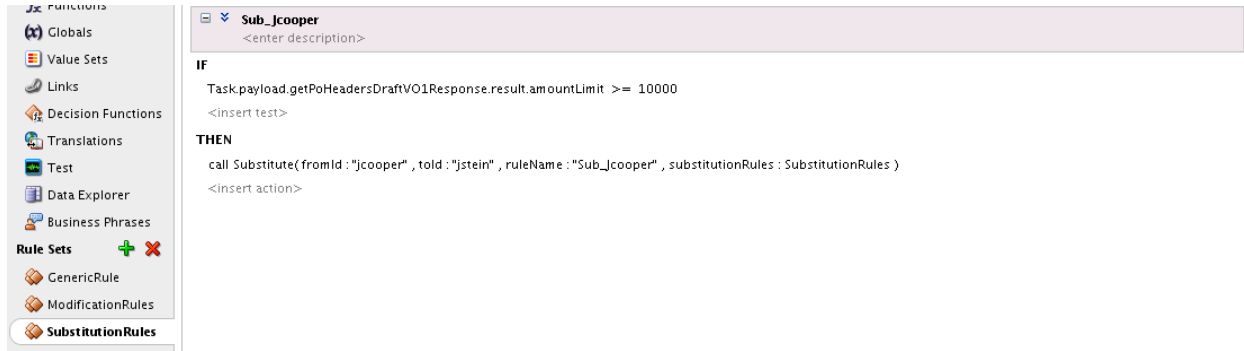 Functions
(x) Globals
Value Sets
Links
Decision Functions
Translations
Test
Data Explorer
Business Phrases
Rule Sets
GenericRule
ModificationRules
SubstitutionRules
Sub_Jcooper
<enter description>
IF
Task.payload.getPoHeadersDraftVO1Response.result.amountLimit >= 10000
<insert test>
THEN
call Substitute( fromId : "jcooper" , toId : "jstein" , ruleName : "Sub_Jcooper" , substitutionRules : SubstitutionRules )
<insert action>